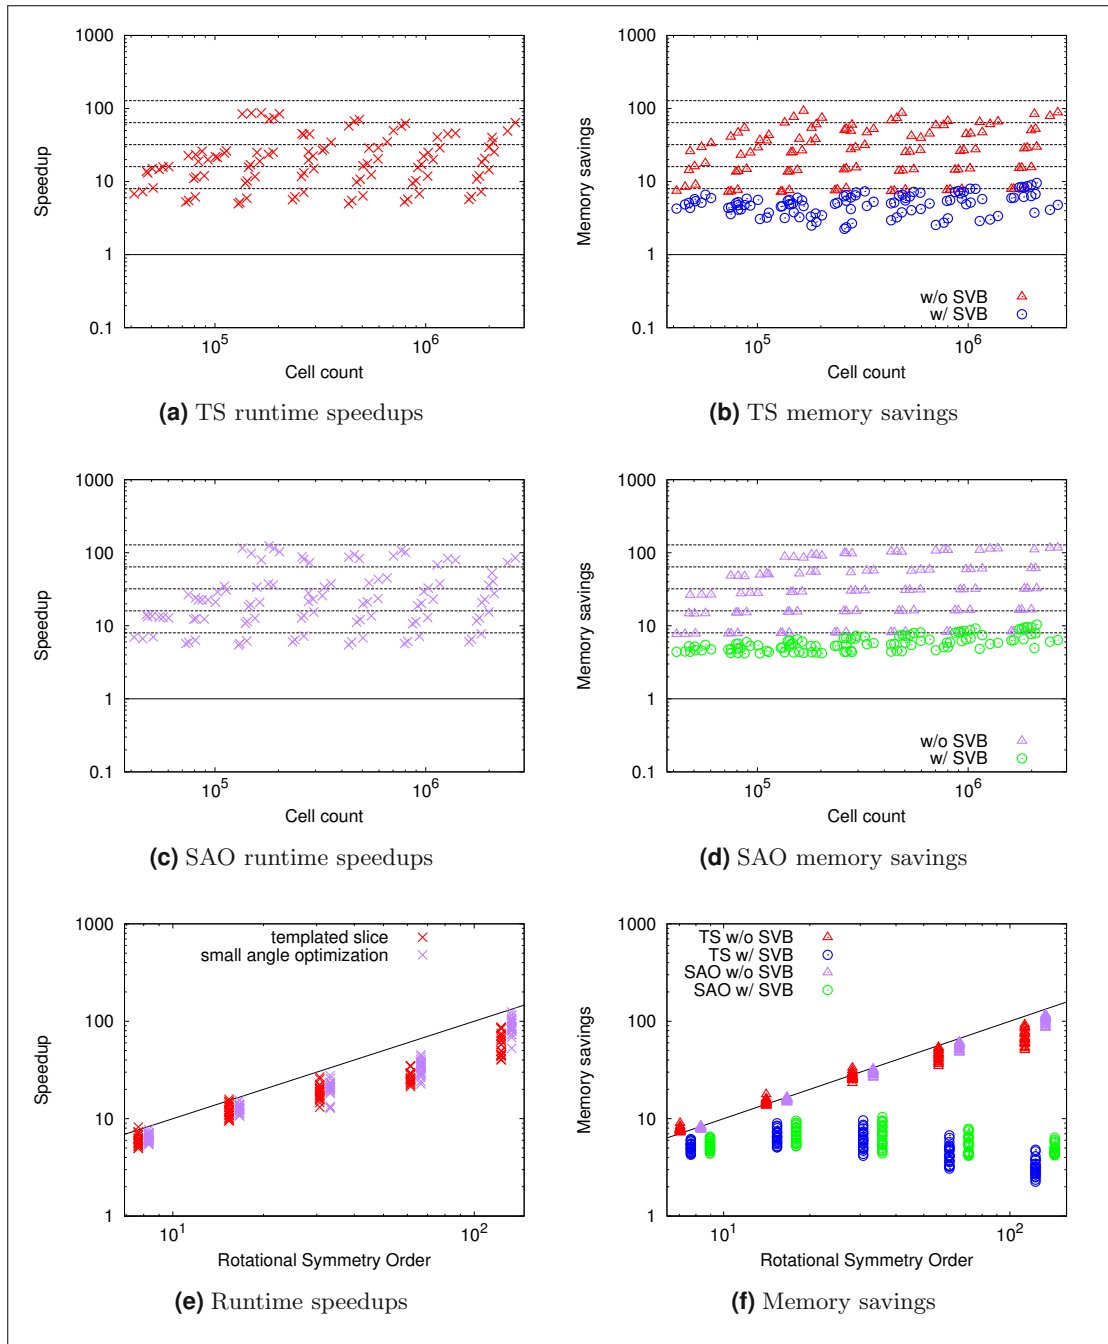 1000
100
10
1
0.1
Speedup
10^5
10^6
Cell count
(a) TS runtime speedups
1000
100
10
1
0.1
Memory savings
w/o SVB
w/ SVB
10^5
10^6
Cell count
(b) TS memory savings
1000
100
10
1
0.1
Speedup
10^5
10^6
Cell count
(c) SAO runtime speedups
1000
100
10
1
0.1
Memory savings
w/o SVB
w/ SVB
10^5
10^6
Cell count
(d) SAO memory savings
1000
100
10
1
Speedup
templated slice
small angle optimization
10^1
10^2
Rotational Symmetry Order
(e) Runtime speedups
1000
100
10
1
Memory savings
TS w/o SVB
TS w/ SVB
SAO w/o SVB
SAO w/ SVB
10^1
10^2
Rotational Symmetry Order
(f) Memory savings